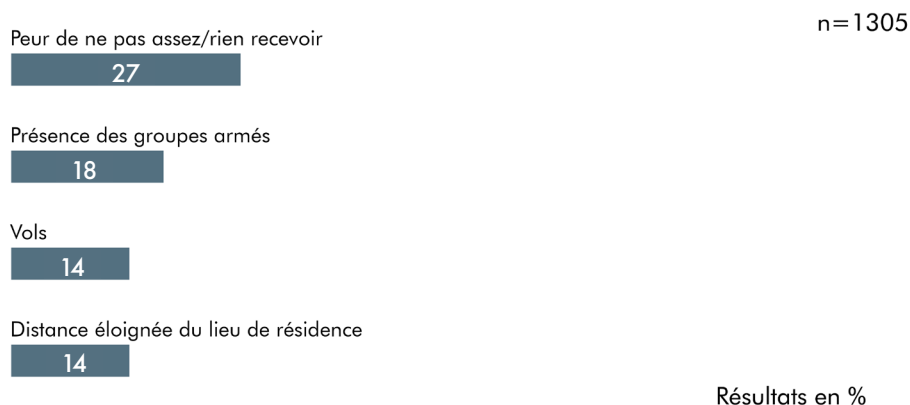 n=1305
Peur de ne pas assez/rien recevoir
27
Présence des groupes armés
18
Vols
14
Distance éloignée du lieu de résidence
14
Résultats en %